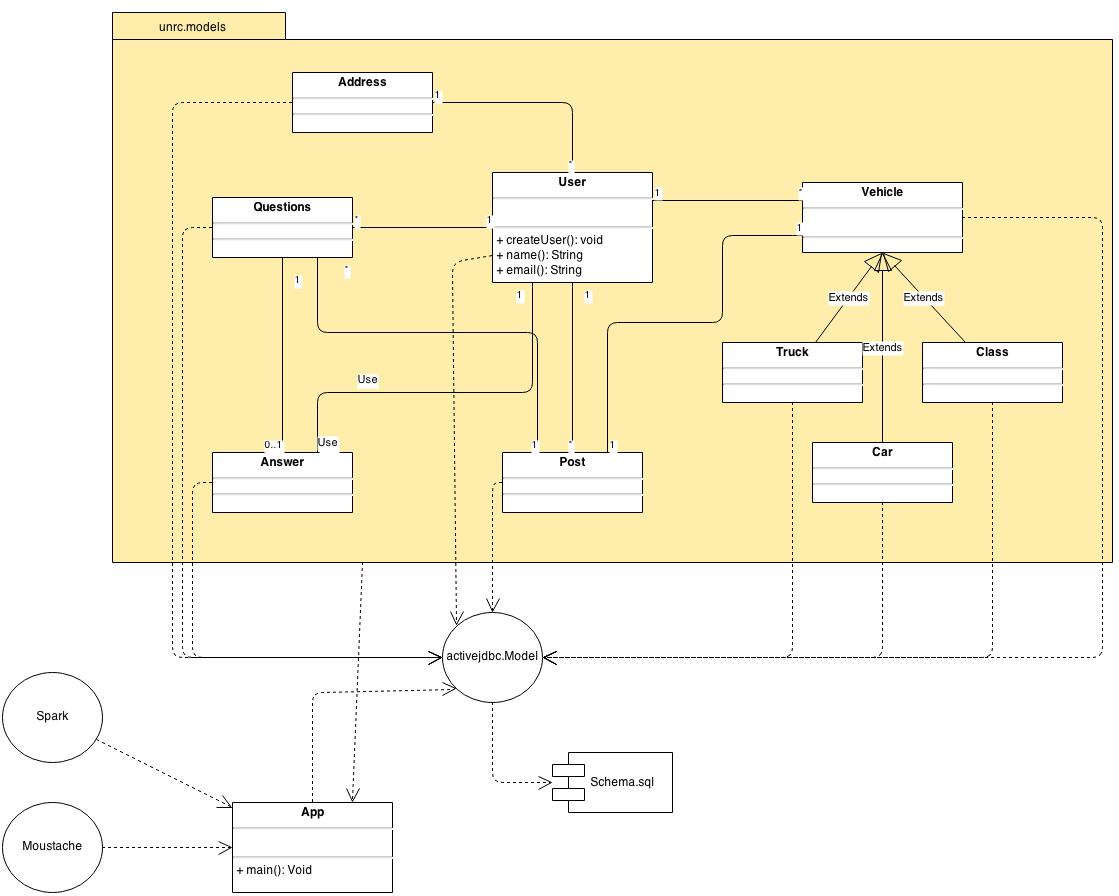 unrc.models
Address
1
*
User
1
*
Vehicle
Questions
*
1
1
+ createUser(): void
+ name(): String
+ email(): String
*
1
1
1
Extends
Extends
Truck
Extends
Class
Use
0..1
Use
1
*
1
Answer
Post
Car
activejdbc.Model
Spark
Schema.sql
App
Moustache
+ main(): Void